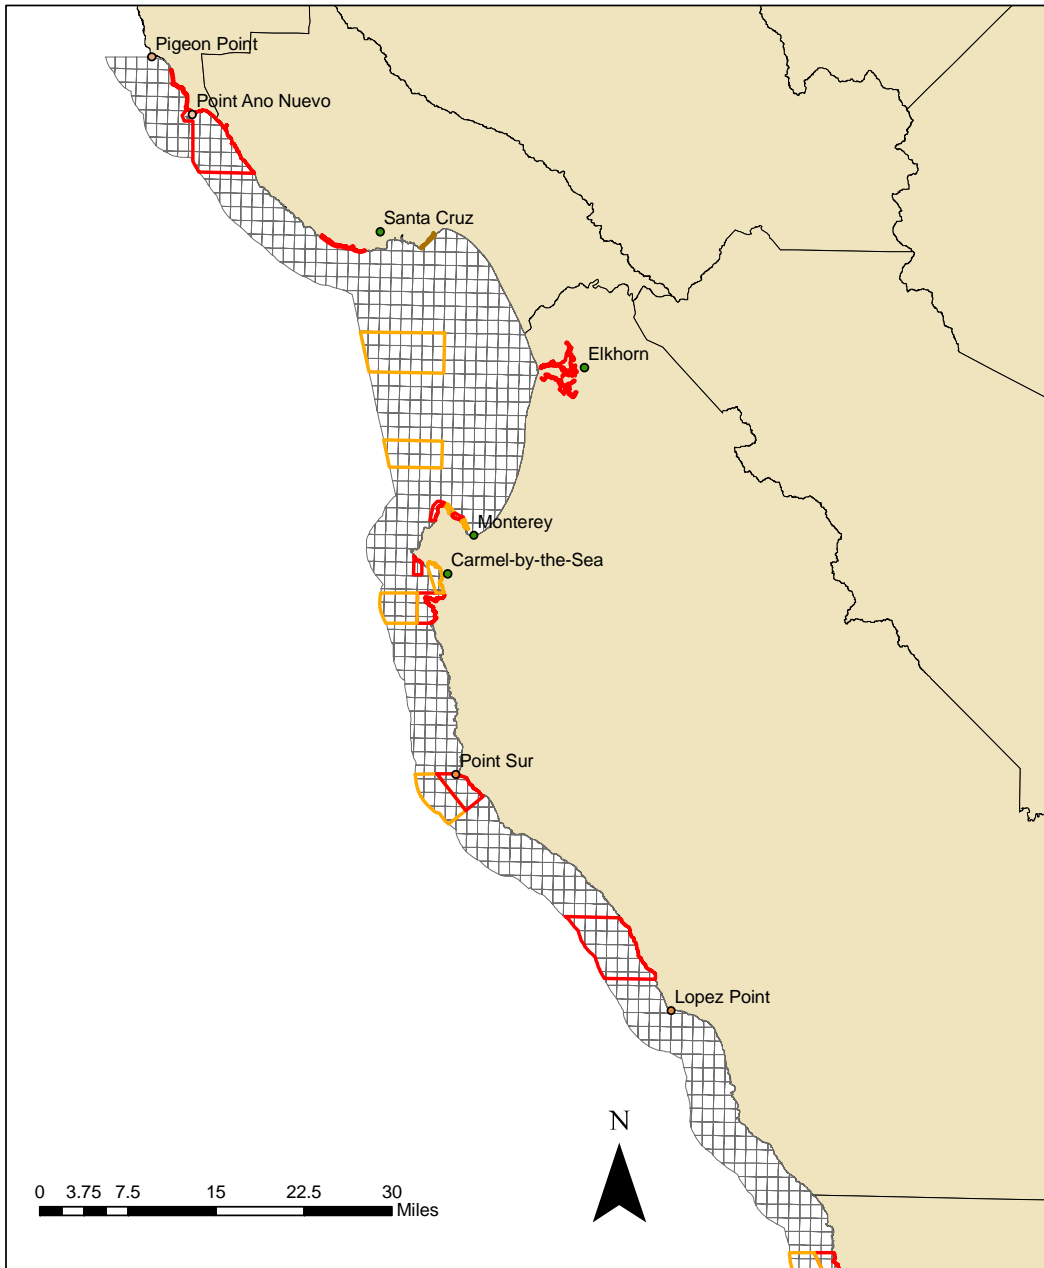 Pigeon Point
Point Ano Nuevo
Santa Cruz
Elkhorn
Monterey
Carmel-by-the-Sea
Point Sur
Lopez Point
N
0 3.75 7.5 15 22.5 30
Miles